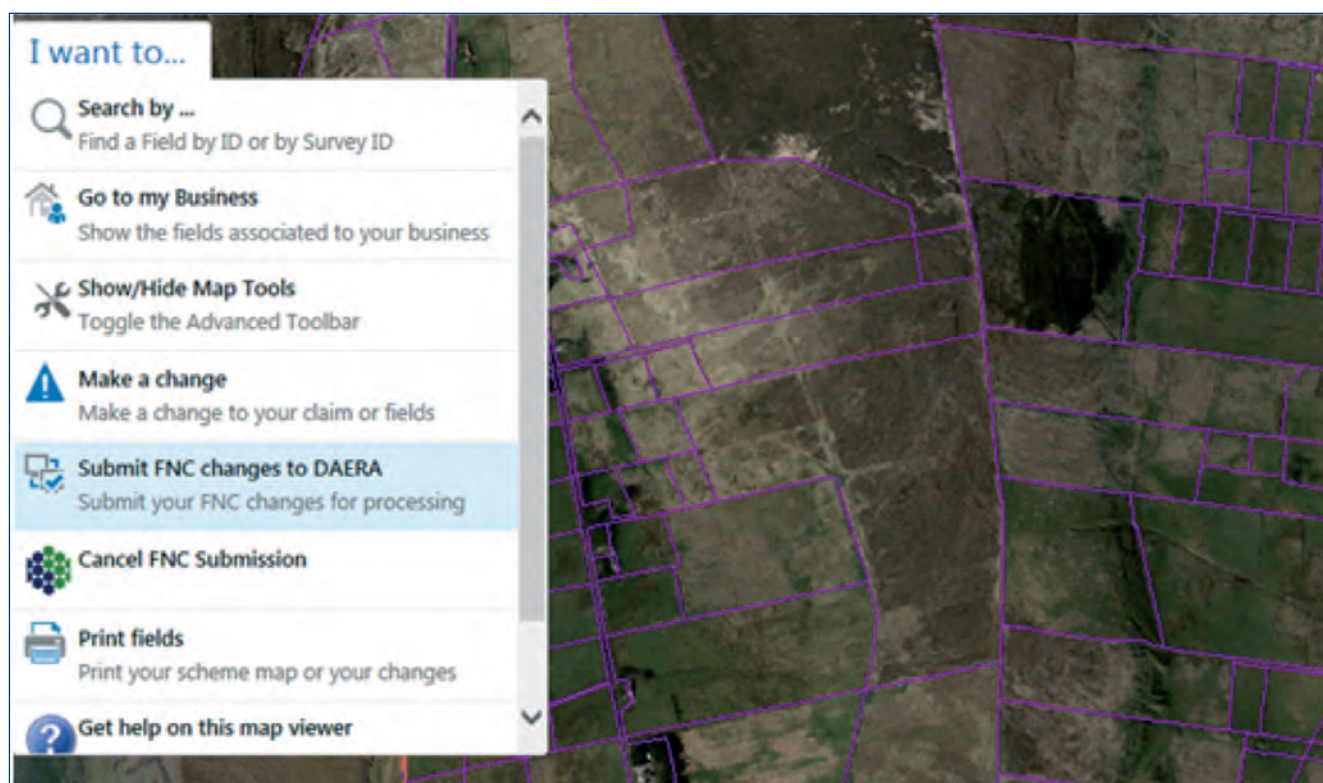 I want to...
Search by ...
Find a Field by ID or by Survey ID
Go to my Business
Show the fields associated to your business
Show/Hide Map Tools
Toggle the Advanced Toolbar
Make a change
Make a change to your claim or fields
Submit FNC changes to DAERA
Submit your FNC changes for processing
Cancel FNC Submission
Print fields
Print your scheme map or your changes
Get help on this map viewer